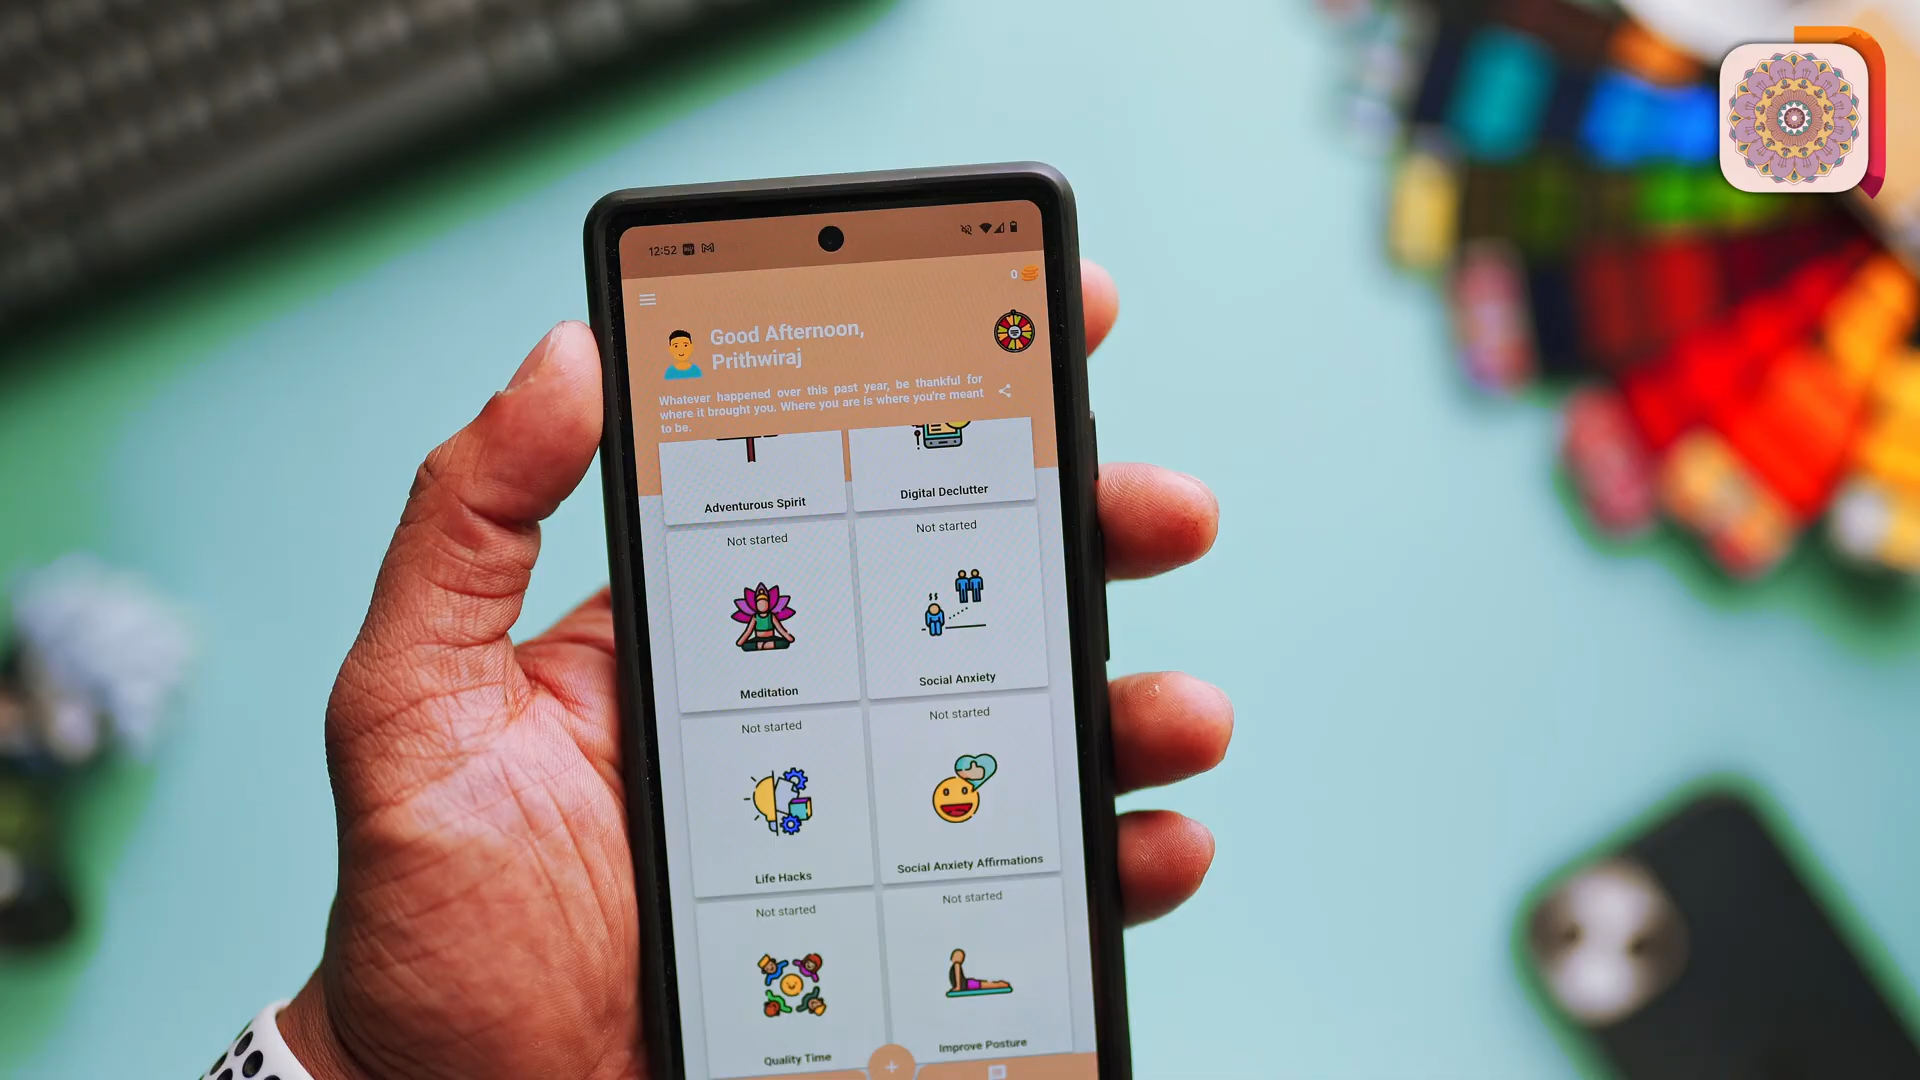 12:52
0
Good Afternoon,
Prithwiraj
Whatever happened over this past year, be thankful for
where it brought you. Where you are is where you're meant
to be.
Adventurous Spirit
Digital Declutter
Not started
Not started
Meditation
Social Anxiety
Not started
Not started
Life Hacks
Social Anxiety Affirmations
Not started
Not started
Quality Time
Improve Posture